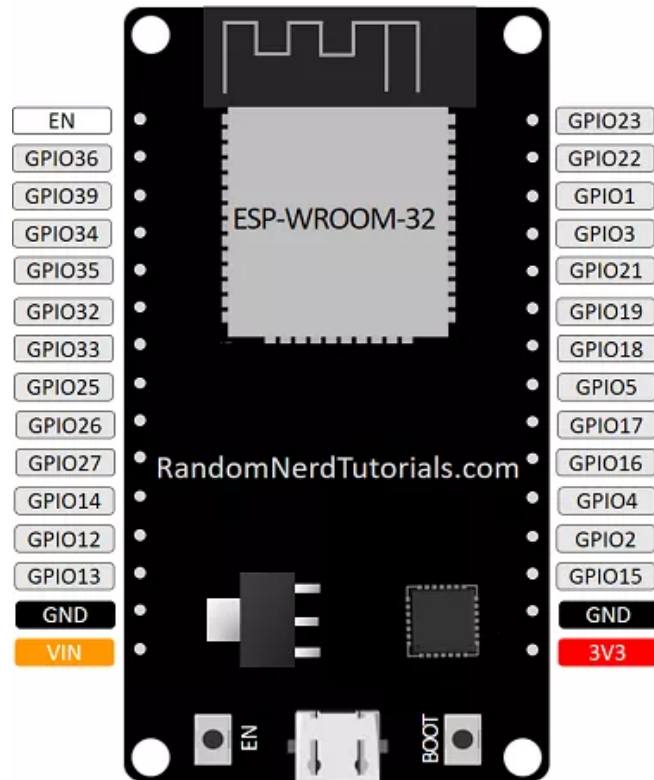 ESP-WROOM-32
RandomNerdTutorials.com
EN
GPIO36
GPIO39
GPIO34
GPIO35
GPIO32
GPIO33
GPIO25
GPIO26
GPIO27
GPIO14
GPIO12
GPIO13
GND
VIN
GPIO23
GPIO22
GPIO1
GPIO3
GPIO21
GPIO19
GPIO18
GPIO5
GPIO17
GPIO16
GPIO4
GPIO2
GPIO15
GND
3V3
EN
BOOT